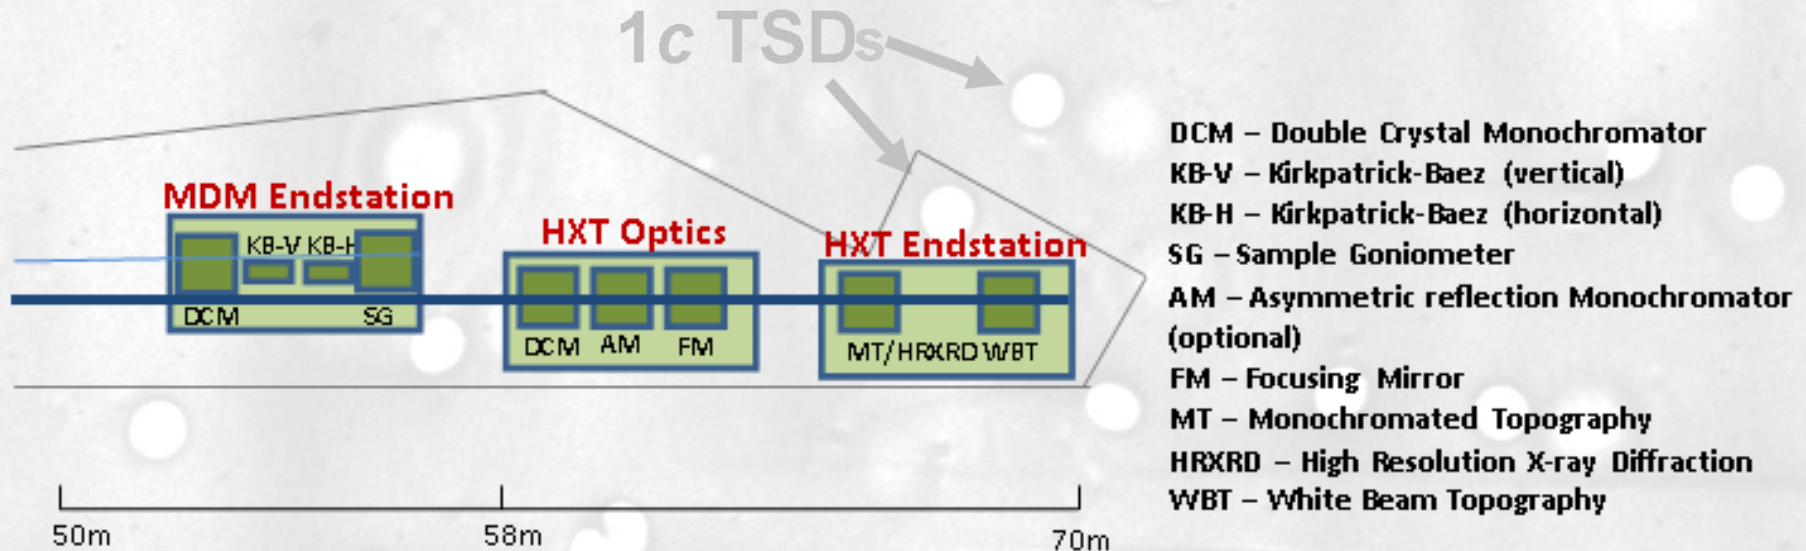 1c TSDs
MDM Endstation
KB-V KB-H
DCM
SG
HXT Optics
DCM AM FM
HXT Endstation
MT/HRXRD WBT
DCM – Double Crystal Monochromator
KB-V – Kirkpatrick-Baez (vertical)
KB-H – Kirkpatrick-Baez (horizontal)
SG – Sample Goniometer
AM – Asymmetric reflection Monochromator
(optional)
FM – Focusing Mirror
MT – Monochromated Topography
HRXRD – High Resolution X-ray Diffraction
WBT – White Beam Topography
50m
58m
70m